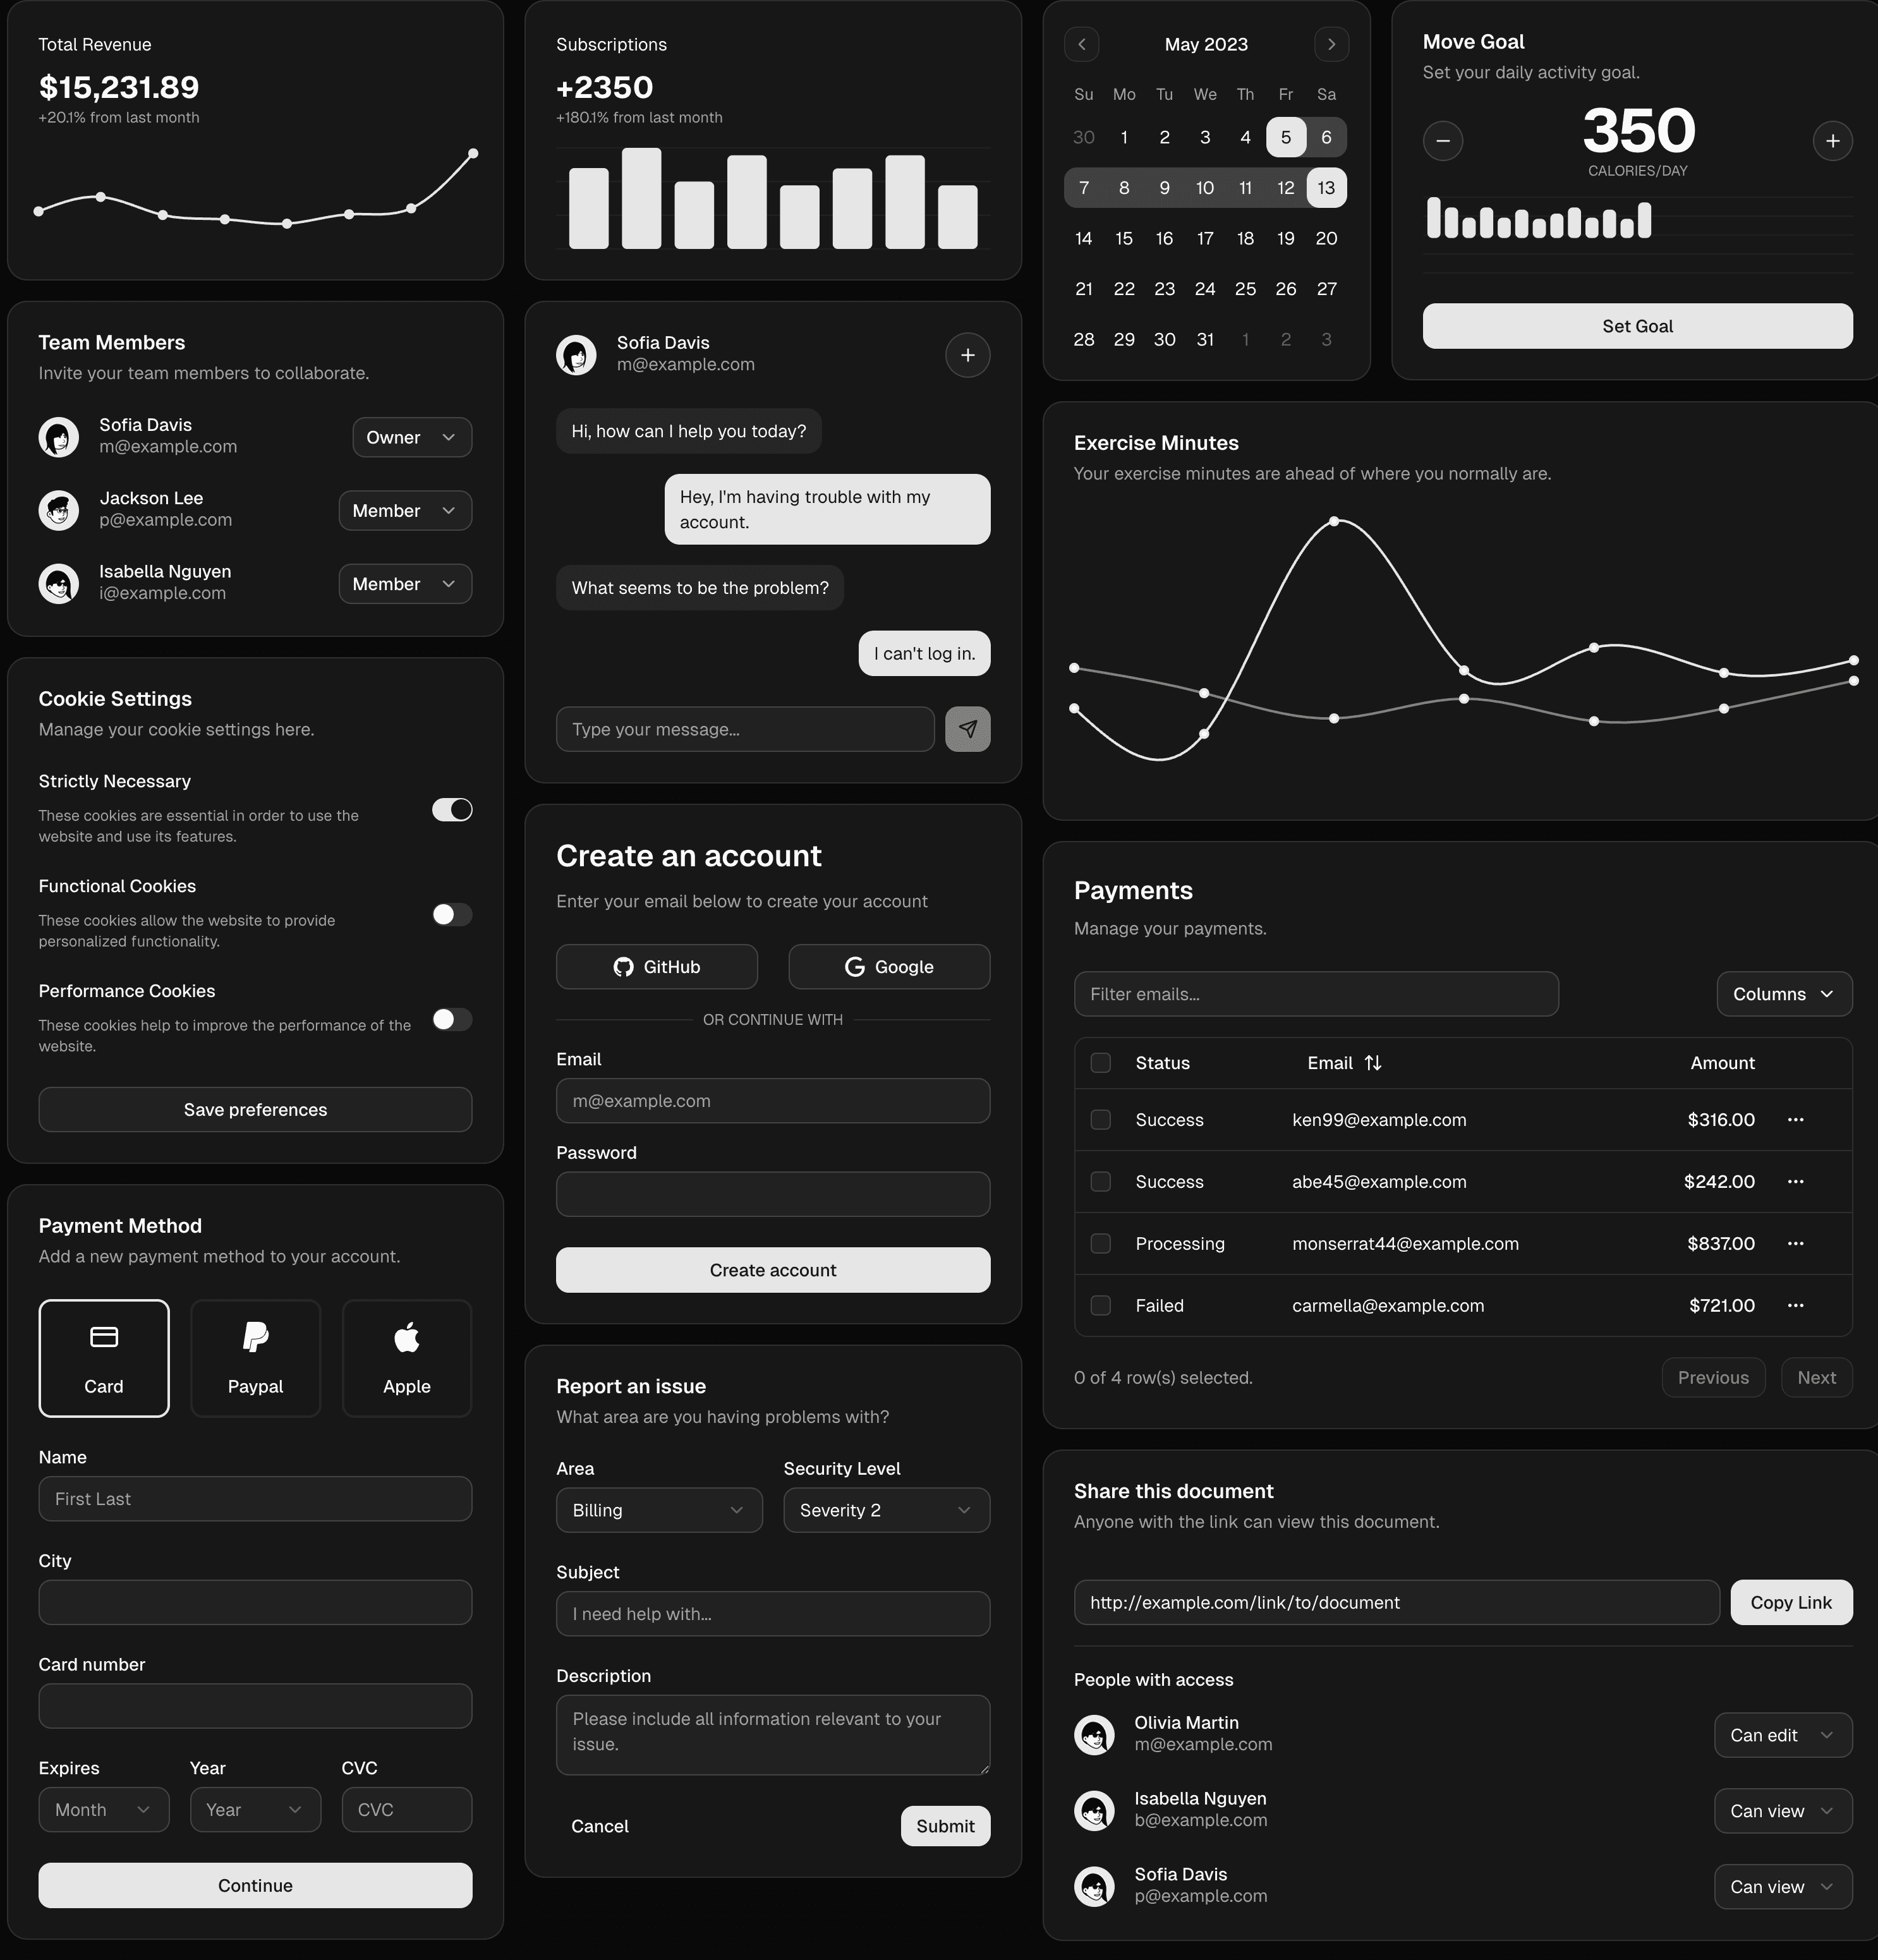 Total Revenue
$15,231.89
+20.1% from last month
Team Members
Invite your team members to collaborate.
Sofia Davis
m@example.com
Owner
Jackson Lee
p@example.com
Member
Isabella Nguyen
i@example.com
Member
Cookie Settings
Manage your cookie settings here.
Strictly Necessary
These cookies are essential in order to use the
website and use its features.
Functional Cookies
These cookies allow the website to provide
personalized functionality.
Performance Cookies
These cookies help to improve the performance of the
website.
Save preferences
Payment Method
Add a new payment method to your account.
Card
Paypal
Apple
Name
First Last
City
Card number
Expires Year CVC
Month Year CVC
Continue
Subscriptions
+2350
+180.1% from last month
Sofia Davis
m@example.com
Hi, how can I help you today?
Hey, I'm having trouble with my
account.
What seems to be the problem?
I can't log in.
Type your message...
Create an account
Enter your email below to create your account
GitHub
Google
OR CONTINUE WITH
Email
m@example.com
Password
Create account
Report an issue
What area are you having problems with?
Area Security Level
Billing Severity 2
Subject
I need help with...
Description
Please include all information relevant to your
issue.
Cancel
Submit
May 2023
Su Mo Tu We Th Fr Sa
30 1 2 3 4 5 6
7 8 9 10 11 12 13
14 15 16 17 18 19 20
21 22 23 24 25 26 27
28 29 30 31 1 2 3
Move Goal
Set your daily activity goal.
350
CALORIES/DAY
Set Goal
Exercise Minutes
Your exercise minutes are ahead of where you normally are.
Payments
Manage your payments.
Filter emails...
Columns
Status Email Amount
Success ken99@example.com $316.00
Success abe45@example.com $242.00
Processing monserrat44@example.com $837.00
Failed carmella@example.com $721.00
0 of 4 row(s) selected.
Previous
Next
Share this document
Anyone with the link can view this document.
http://example.com/link/to/document
Copy Link
People with access
Olivia Martin
m@example.com
Can edit
Isabella Nguyen
b@example.com
Can view
Sofia Davis
p@example.com
Can view